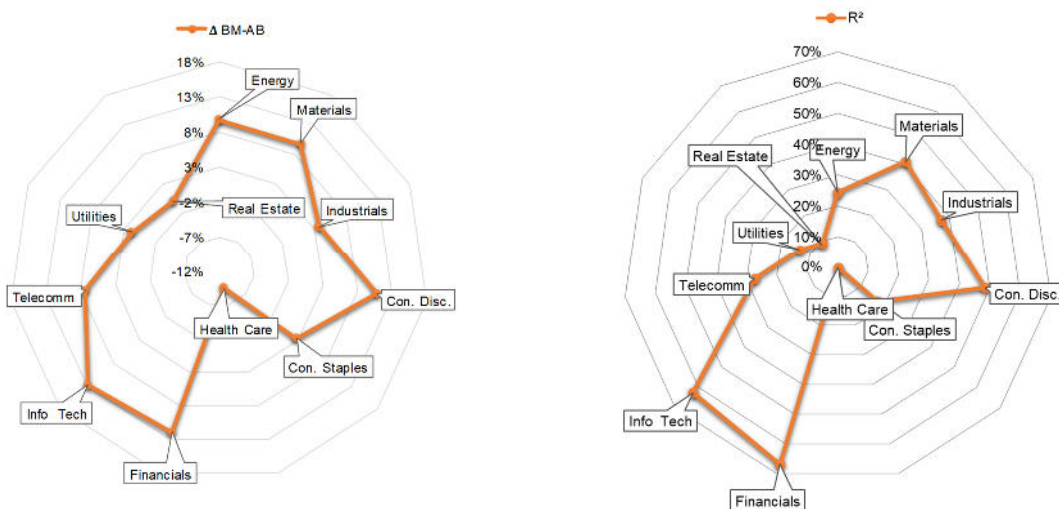 Δ BM-AB
18%
13%
8%
3%
-2%
-7%
-12%
Energy
Materials
Industrials
Con. Disc.
Con. Staples
Health Care
Financials
Info Tech
Telecomm
Utilities
Real Estate
R²
70%
60%
50%
40%
30%
20%
10%
0%
Energy
Materials
Industrials
Con. Disc.
Con. Staples
Health Care
Financials
Info Tech
Telecomm
Utilities
Real Estate